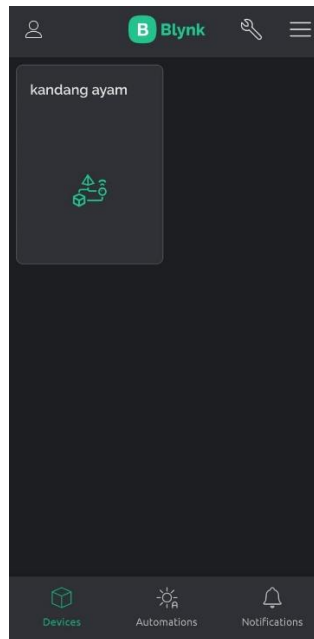 B Blynk
kandang ayam
Devices
Automations
Notifications